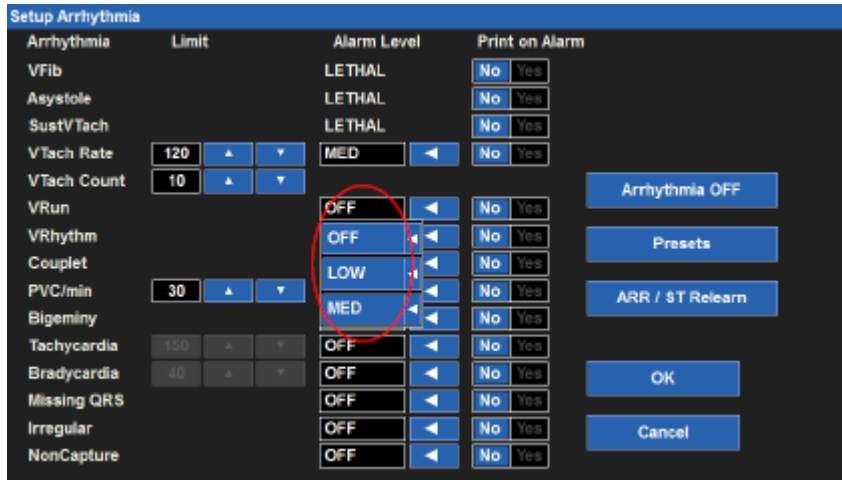 Setup Arrhythmia
Arrhythmia Limit Alarm Level Print on Alarm
VFib LETHAL No Yes
Asystole LETHAL No Yes
SustVTach LETHAL No Yes
VTach Rate 120 MED No Yes
VTach Count 10
Arrhythmia OFF
VRun OFF No Yes
VRhythm OFF No Yes
Presets
Couplet LOW No Yes
PVC/min 30 MED No Yes
ARR / ST Relearn
Bigeminy No Yes
Tachycardia 150 OFF No Yes
Bradycardia 40 OFF No Yes
OK
Missing QRS OFF No Yes
Irregular OFF No Yes
Cancel
NonCapture OFF No Yes